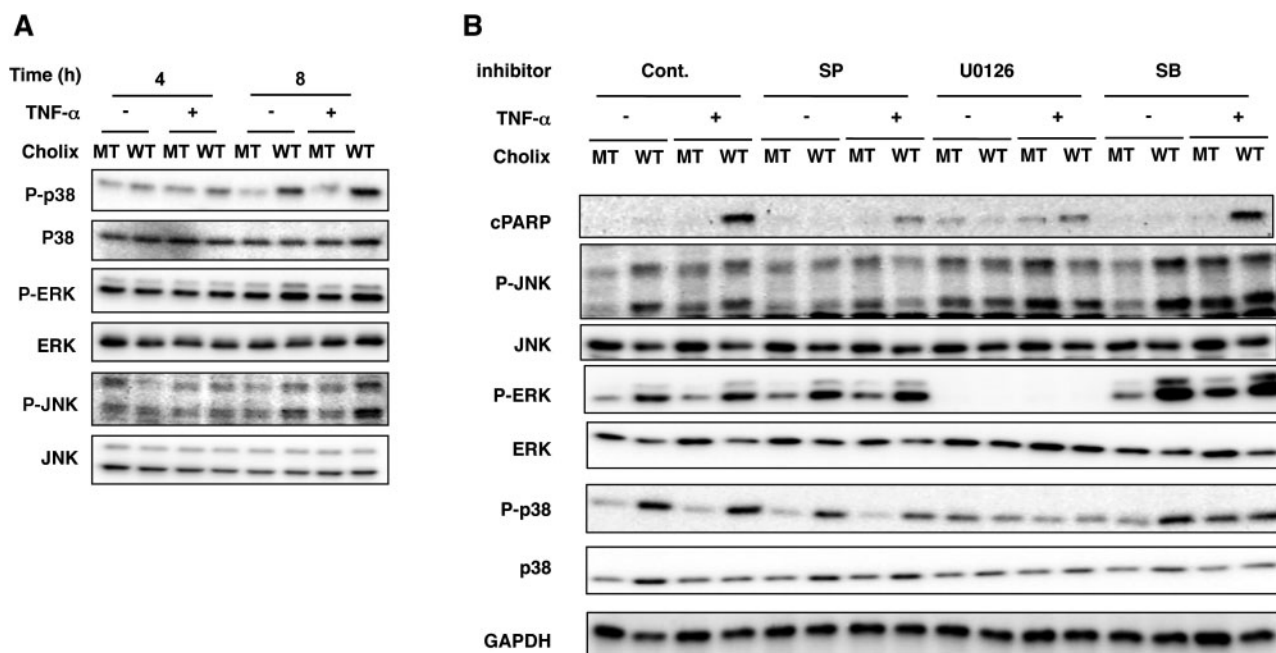 A
Time (h) 4 8
TNF-α - + - +
Cholix MT WT MT WT MT WT MT WT
P-p38
P38
P-ERK
ERK
P-JNK
JNK
B
inhibitor Cont. SP U0126 SB
TNF-α - + - + - + - +
Cholix MT WT MT WT MT WT MT WT MT WT MT WT MT WT MT WT
cPARP
P-JNK
JNK
P-ERK
ERK
P-p38
p38
GAPDH